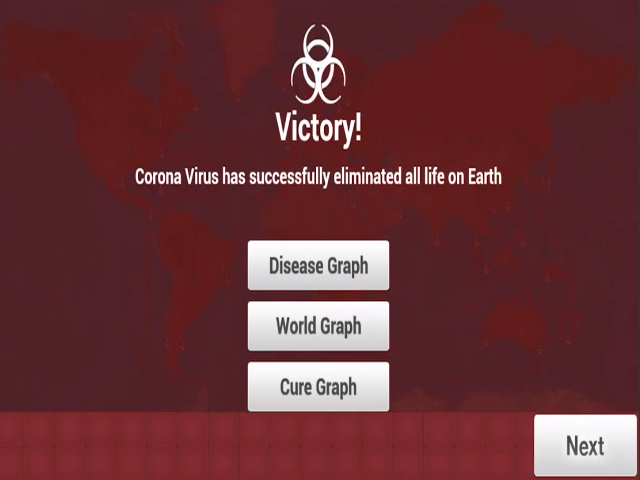 Victory!
Corona Virus has successfully eliminated all life on Earth
Disease Graph
World Graph
Cure Graph
Next